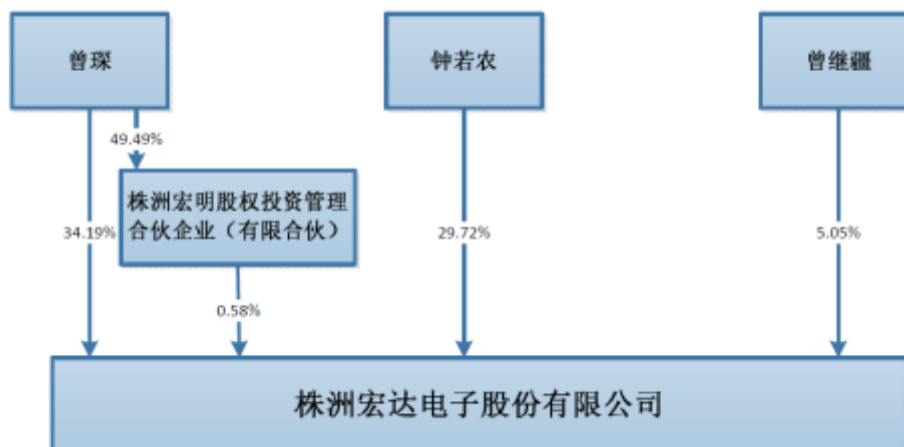 曾琛
钟若农
曾继疆
49.49%
株洲宏明股权投资管理
合伙企业（有限合伙）
34.19%
29.72%
5.05%
0.58%
株洲宏达电子股份有限公司